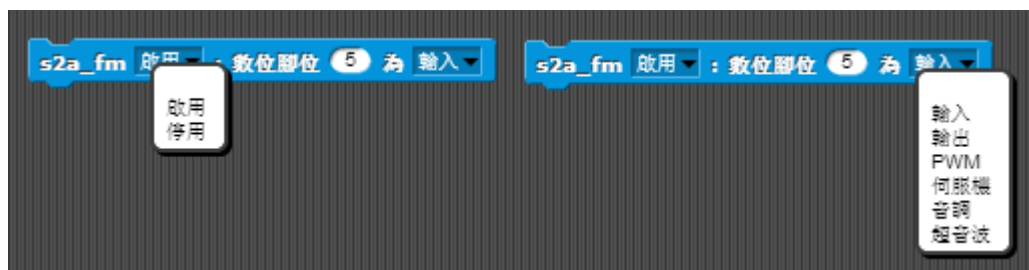 s2a_fm 啟用 : 數位腳位 5 為 輸入
啟用
停用
s2a_fm 啟用 : 數位腳位 5 為 輸入
輸入
輸出
PWM
伺服機
音調
超音波